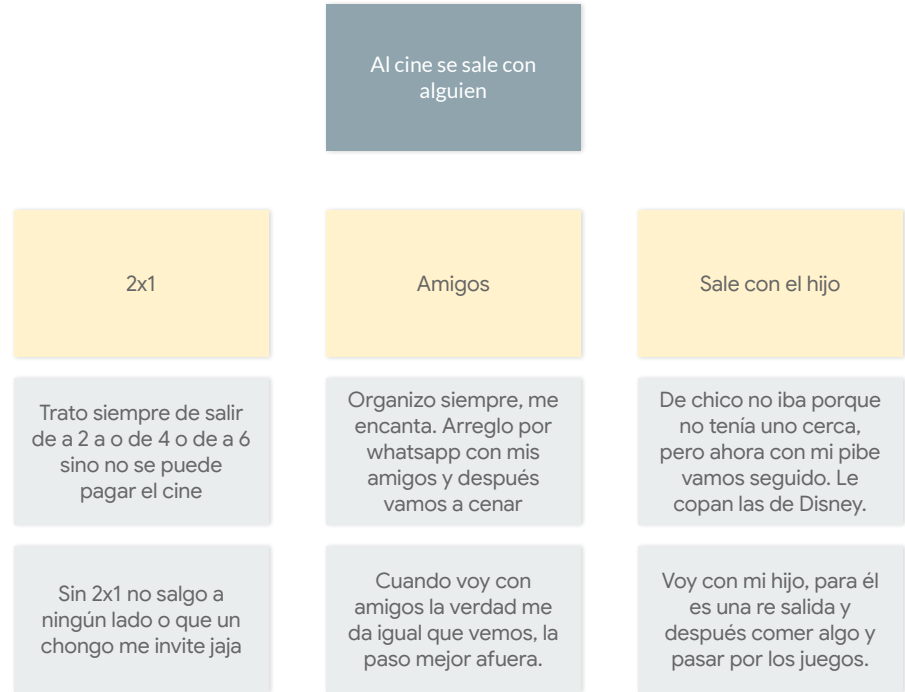 Al cine se sale con
alguien
2x1
Amigos
Sale con el hijo
Trato siempre de salir
de a 2 a o de 4 o de a 6
sino no se puede
pagar el cine
Organizo siempre, me
encanta. Arreglo por
whatsapp con mis
amigos y después
vamos a cenar
De chico no iba porque
no tenía uno cerca,
pero ahora con mi pibe
vamos seguido. Le
copan las de Disney.
Sin 2x1 no salgo a
ningún lado o que un
chongo me invite jaja
Cuando voy con
amigos la verdad me
da igual que vemos, la
paso mejor afuera.
Voy con mi hijo, para él
es una re salida y
después comer algo y
pasar por los juegos.